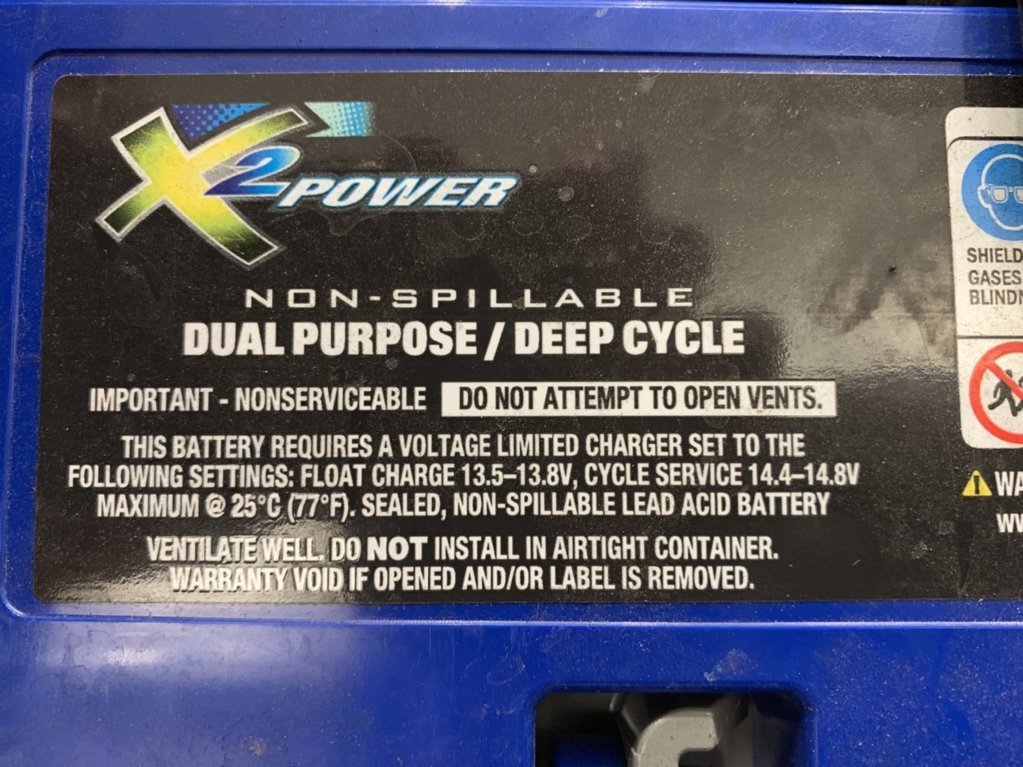 X2POWER
NON-SPILLABLE
DUAL PURPOSE / DEEP CYCLE
IMPORTANT - NONSERVICEABLE DO NOT ATTEMPT TO OPEN VENTS.
THIS BATTERY REQUIRES A VOLTAGE LIMITED CHARGER SET TO THE
FOLLOWING SETTINGS: FLOAT CHARGE 13.5–13.8V, CYCLE SERVICE 14.4–14.8V
MAXIMUM @ 25°C (77°F). SEALED, NON-SPILLABLE LEAD ACID BATTERY
VENTILATE WELL. DO NOT INSTALL IN AIRTIGHT CONTAINER.
WARRANTY VOID IF OPENED AND/OR LABEL IS REMOVED.
SHIELD
GASES